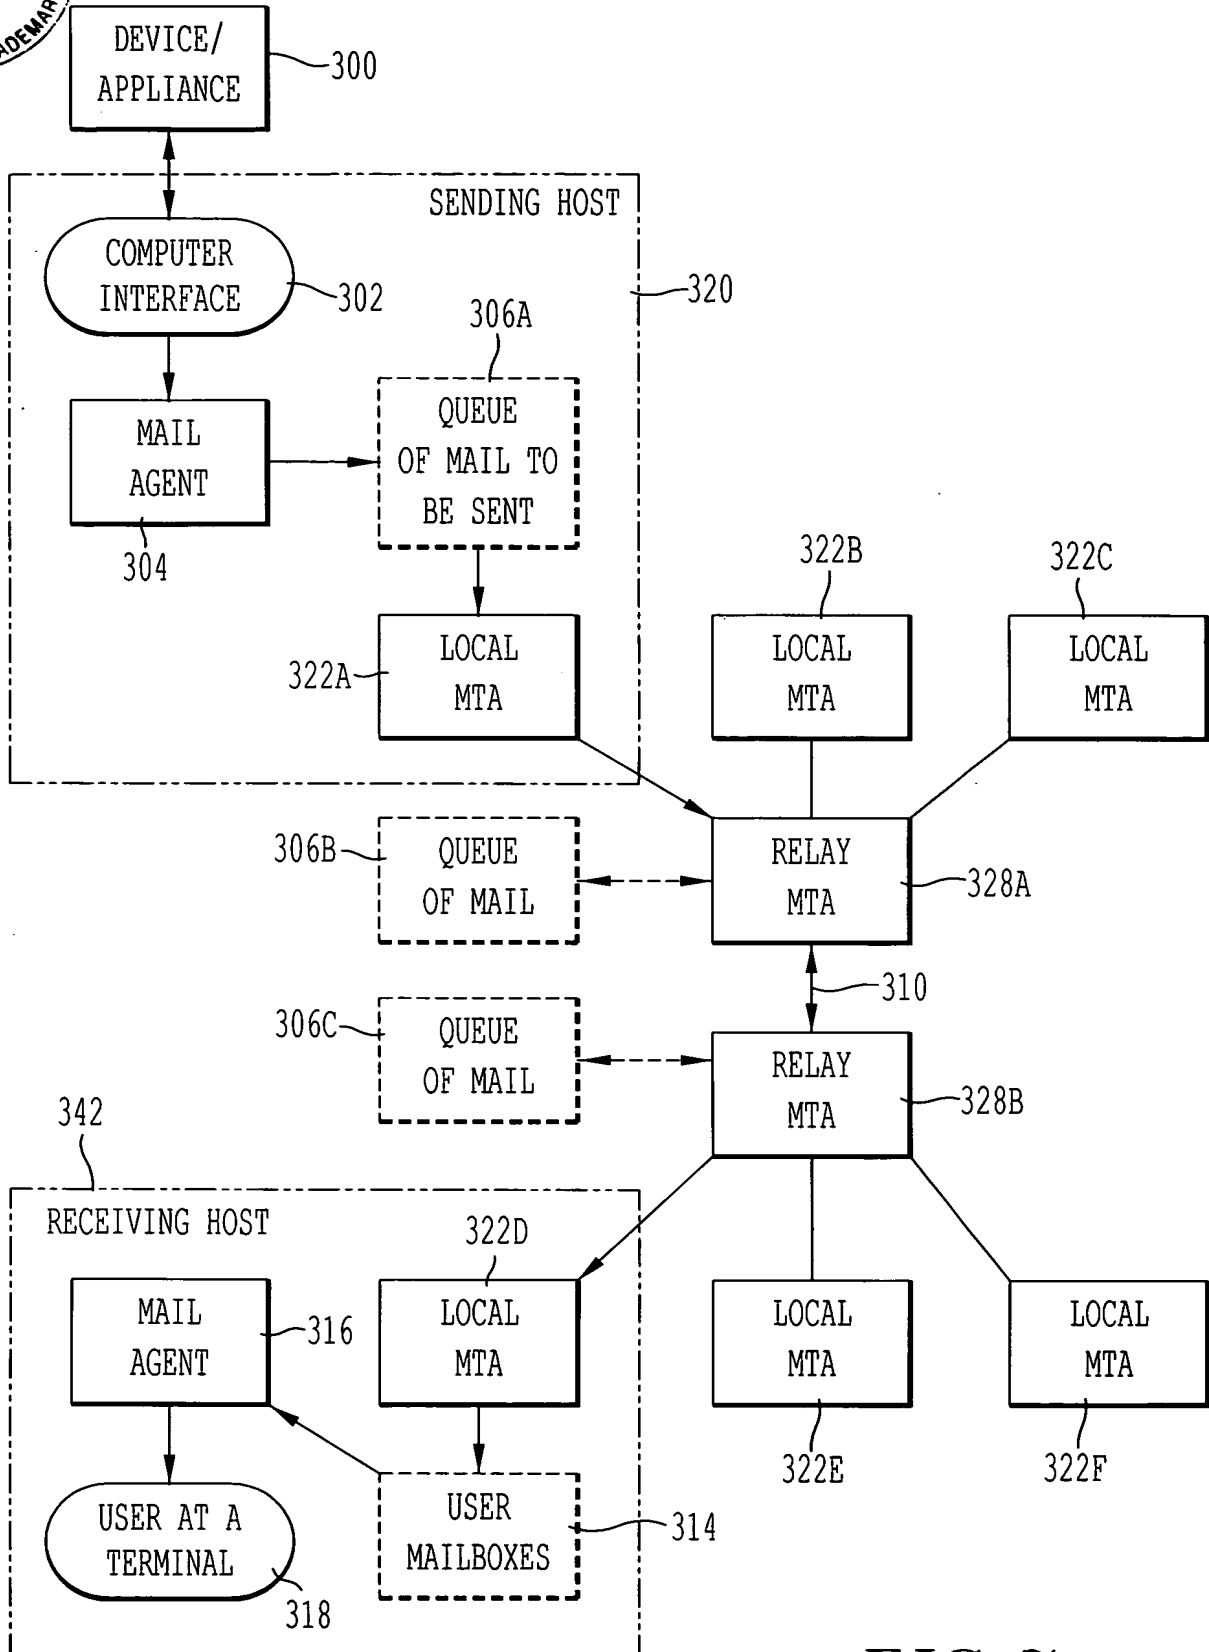 DEVICE/
APPLIANCE
300
SENDING HOST
COMPUTER
INTERFACE
302
320
306A
MAIL
AGENT
304
QUEUE
OF MAIL TO
BE SENT
322A
LOCAL
MTA
322B
LOCAL
MTA
322C
LOCAL
MTA
306B
QUEUE
OF MAIL
RELAY
MTA
328A
310
306C
QUEUE
OF MAIL
RELAY
MTA
328B
342
RECEIVING HOST
322D
MAIL
AGENT
316
LOCAL
MTA
LOCAL
MTA
322E
LOCAL
MTA
322F
USER AT A
TERMINAL
318
USER
MAILBOXES
314